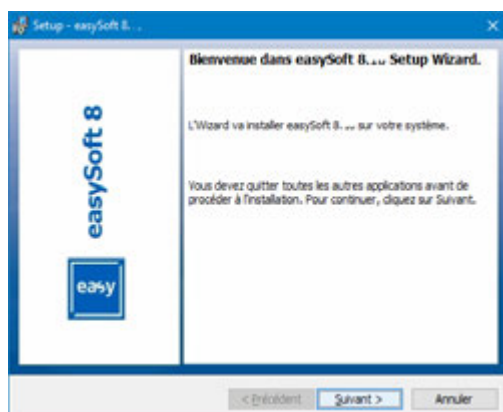 Setup - easySoft 8. . .
Bienvenue dans easySoft 8.... Setup Wizard.
L'Wizard va installer easySoft 8. ... sur votre système.
Vous devez quitter toutes les autres applications avant de
procéder à l'installation. Pour continuer, cliquez sur Suivant.
easySoft 8
easy
< Précédent
Suivant >
Annuler